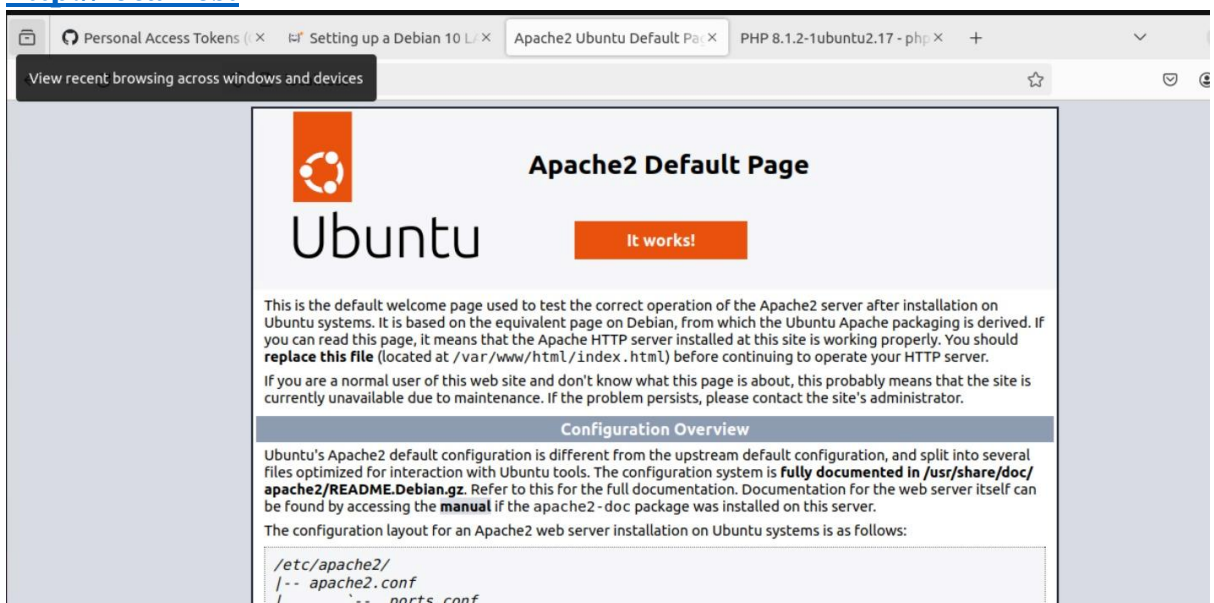 Personal Access Tokens (
Setting up a Debian 10 LA
Apache2 Ubuntu Default Pag
PHP 8.1.2-1ubuntu2.17 - php
View recent browsing across windows and devices
Apache2 Default Page
Ubuntu
It works!
This is the default welcome page used to test the correct operation of the Apache2 server after installation on
Ubuntu systems. It is based on the equivalent page on Debian, from which the Ubuntu Apache packaging is derived. If
you can read this page, it means that the Apache HTTP server installed at this site is working properly. You should
replace this file (located at /var/www/html/index.html) before continuing to operate your HTTP server.
If you are a normal user of this web site and don't know what this page is about, this probably means that the site is
currently unavailable due to maintenance. If the problem persists, please contact the site's administrator.
Configuration Overview
Ubuntu's Apache2 default configuration is different from the upstream default configuration, and split into several
files optimized for interaction with Ubuntu tools. The configuration system is fully documented in /usr/share/doc/
apache2/README.Debian.gz. Refer to this for the full documentation. Documentation for the web server itself can
be found by accessing the manual if the apache2-doc package was installed on this server.
The configuration layout for an Apache2 web server installation on Ubuntu systems is as follows:
/etc/apache2/
|-- apache2.conf
|       `-- ports.conf